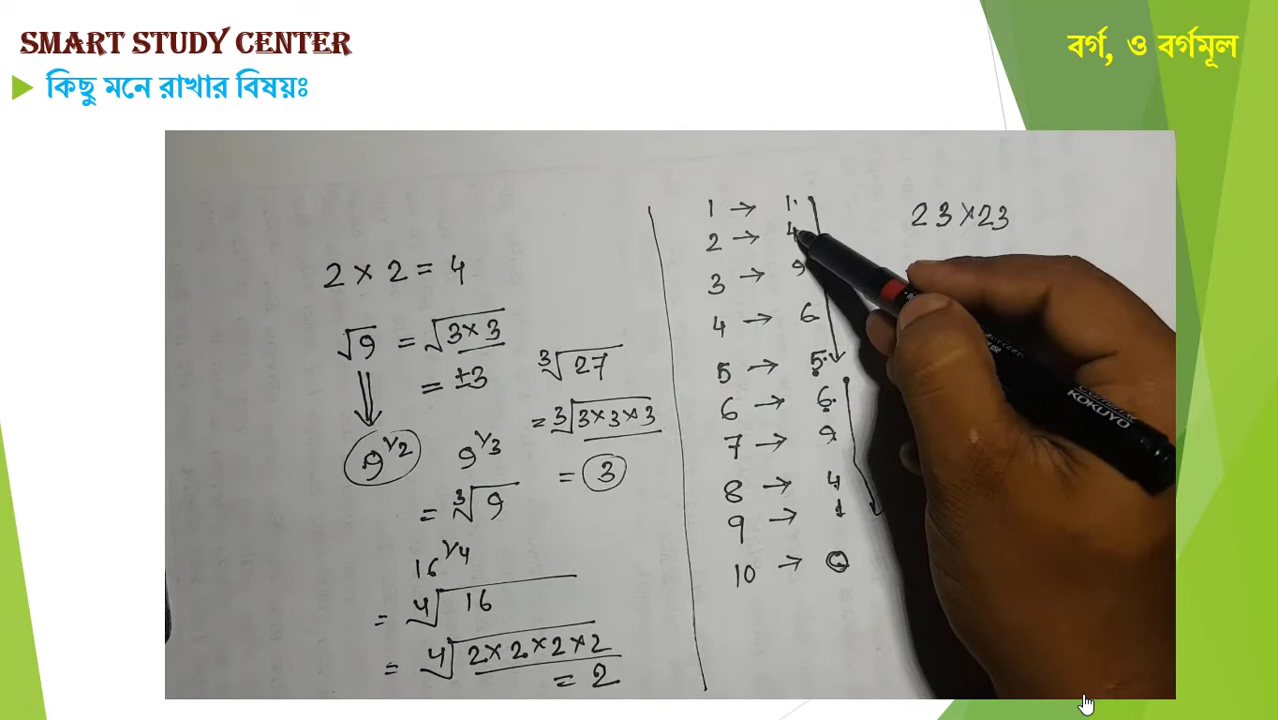 SMART STUDY CENTER
বর্গ, ও বর্গমূল
কিছু মনে রাখার বিষয়ঃ
2 × 2 = 4
√9 = √3×3
= ±3
9^1/2
9^1/3
= ∛9
16^1/4
= ∜16
= ∜2×2×2×2
= 2
∛27
= ∛3×3×3
= 3
1 → 1
2 → 4
3 → 9
4 → 6
5 → 5
6 → 6
7 → 9
8 → 4
9 → 1
10 → 0
23×23
KOKUYO